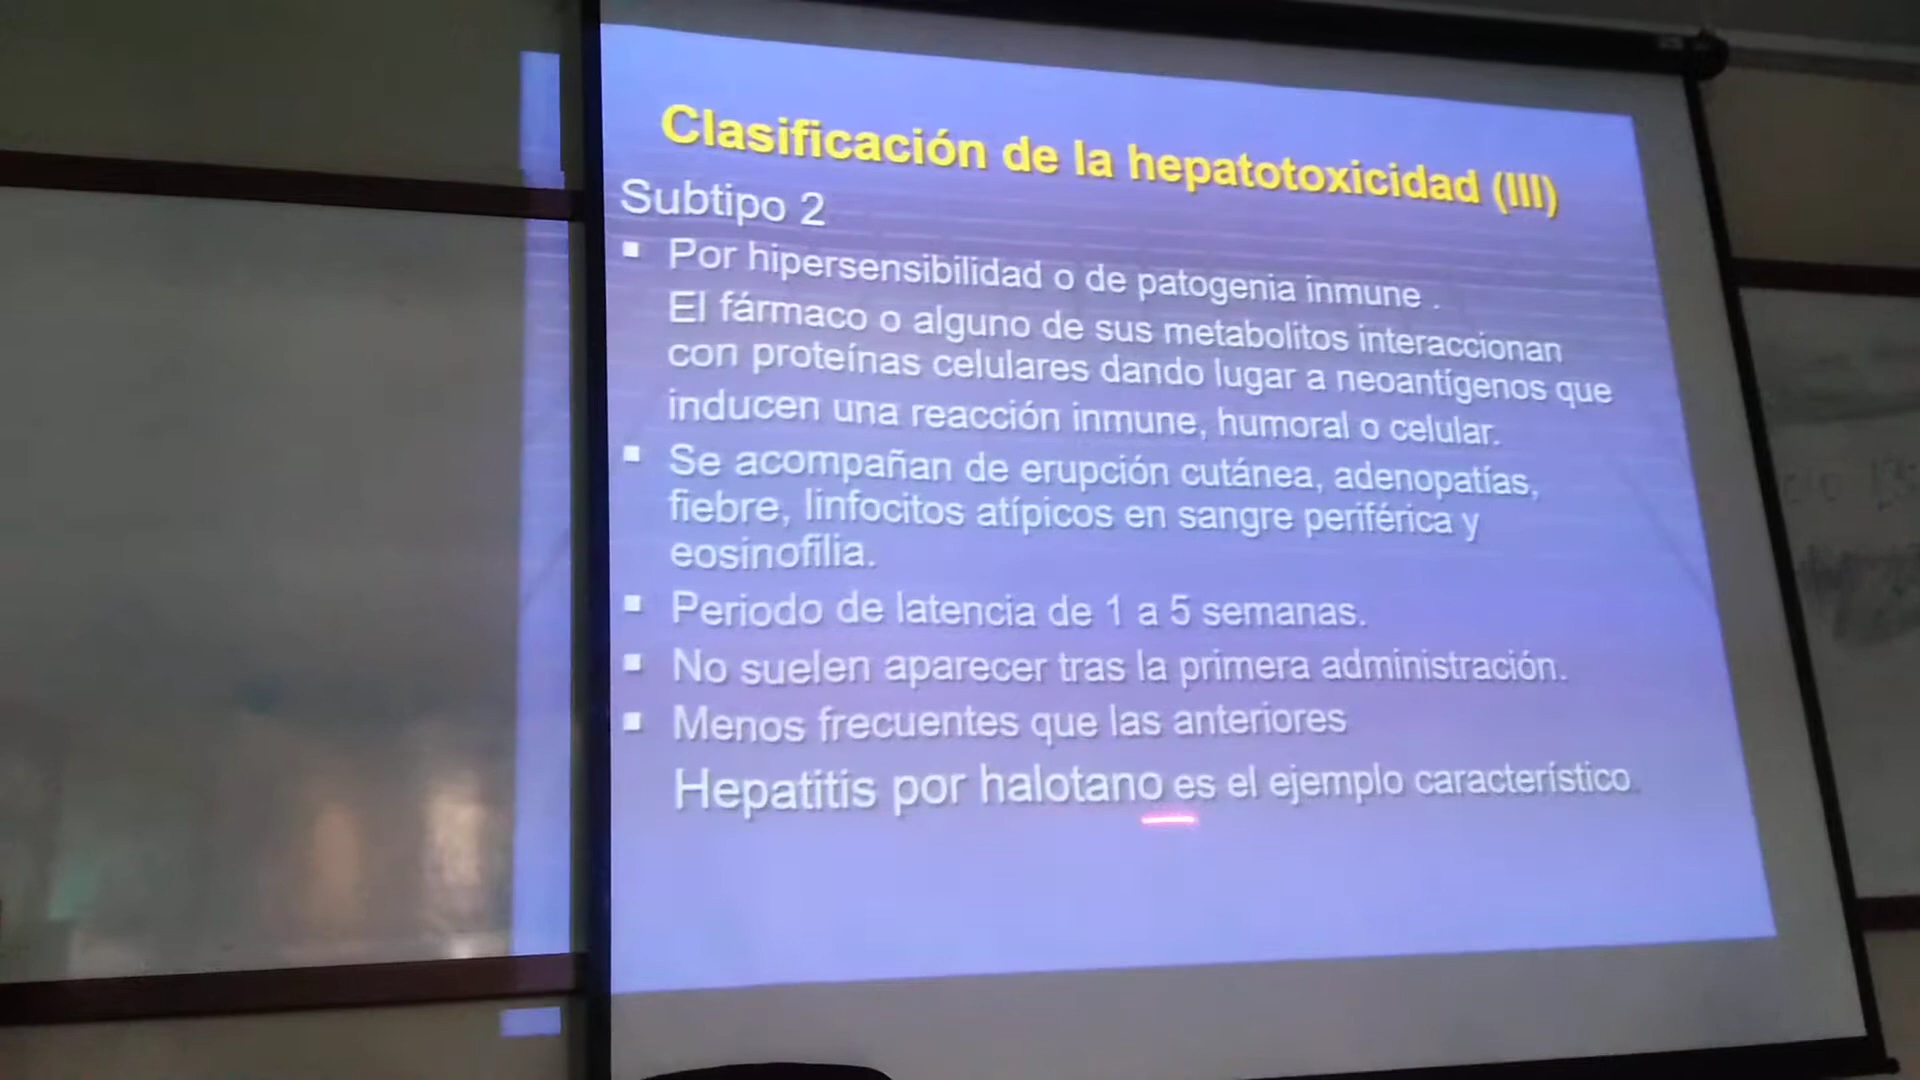 Clasificación de la hepatotoxicidad (III)
Subtipo 2
▪ Por hipersensibilidad o de patogenia inmune .
El fármaco o alguno de sus metabolitos interaccionan
con proteínas celulares dando lugar a neoantígenos que
inducen una reacción inmune, humoral o celular.
▪ Se acompañan de erupción cutánea, adenopatías,
fiebre, linfocitos atípicos en sangre periférica y
eosinofilia.
▪ Periodo de latencia de 1 a 5 semanas.
▪ No suelen aparecer tras la primera administración.
▪ Menos frecuentes que las anteriores
Hepatitis por halotano es el ejemplo característico.